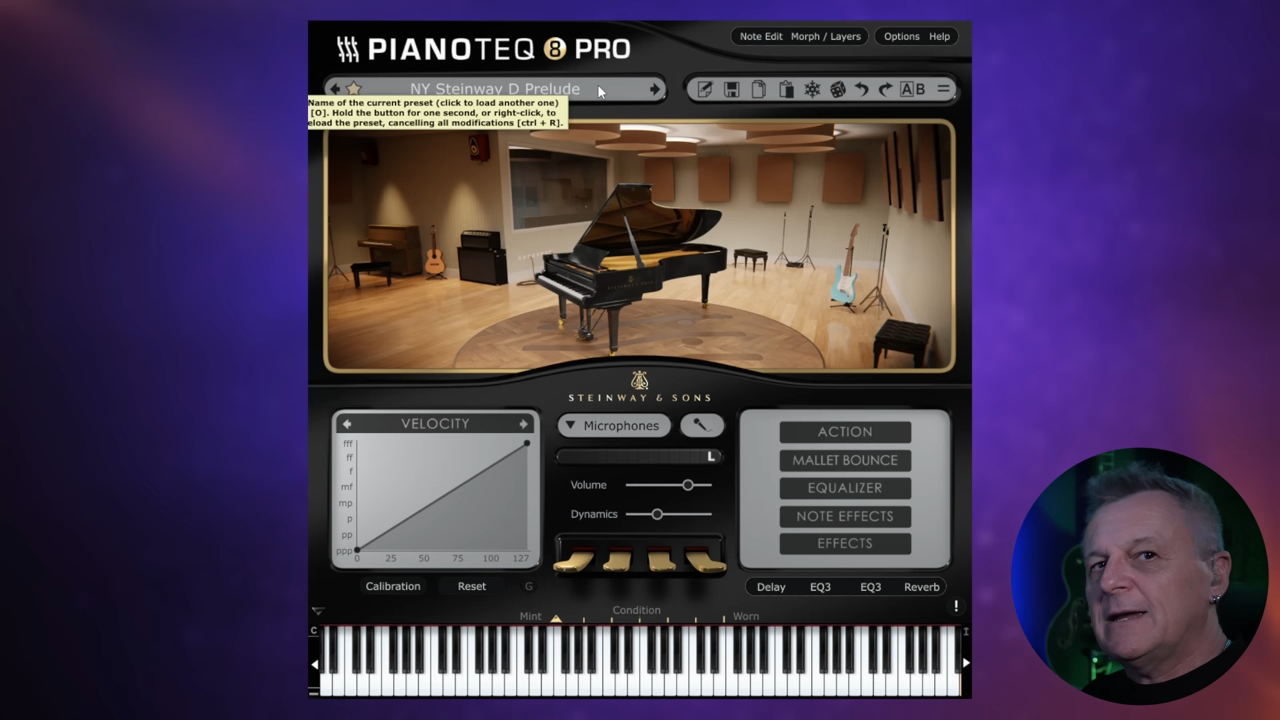 PIANOTEQ 8 PRO
Note Edit Morph / Layers
Options Help
NY Steinway D Prelude
AB
Name of the current preset (click to load another one)
[O]. Hold the button for one second, or right-click, to
eload the preset, cancelling all modifications [ctrl + R].
STEINWAY & SONS
VELOCITY
fff
ff
f
mf
mp
p
pp
ppp
0 25 50 75 100 127
Calibration Reset G
Microphones
L
Volume
Dynamics
ACTION
MALLET BOUNCE
EQUALIZER
NOTE EFFECTS
EFFECTS
Delay EQ3 EQ3 Reverb
!
Mint Condition Worn
C